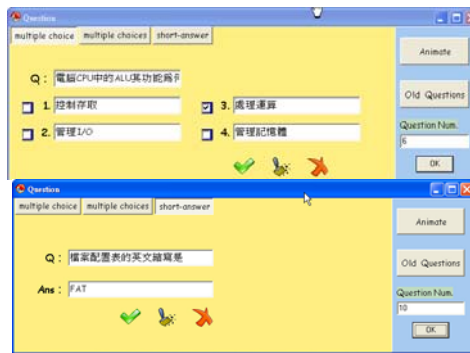 Question
multiple choice multiple choices short-answer
Animate
Q : 電腦CPU中的ALU其功能為何
Old Questions
1. 控制存取
3. 處理運算
2. 管理I/O
4. 管理記憶體
Question Num.
6
OK
Question
multiple choice multiple choices short-answer
Animate
Q : 檔案配置表的英文縮寫是
Old Questions
Ans : FAT
Question Num.
10
OK